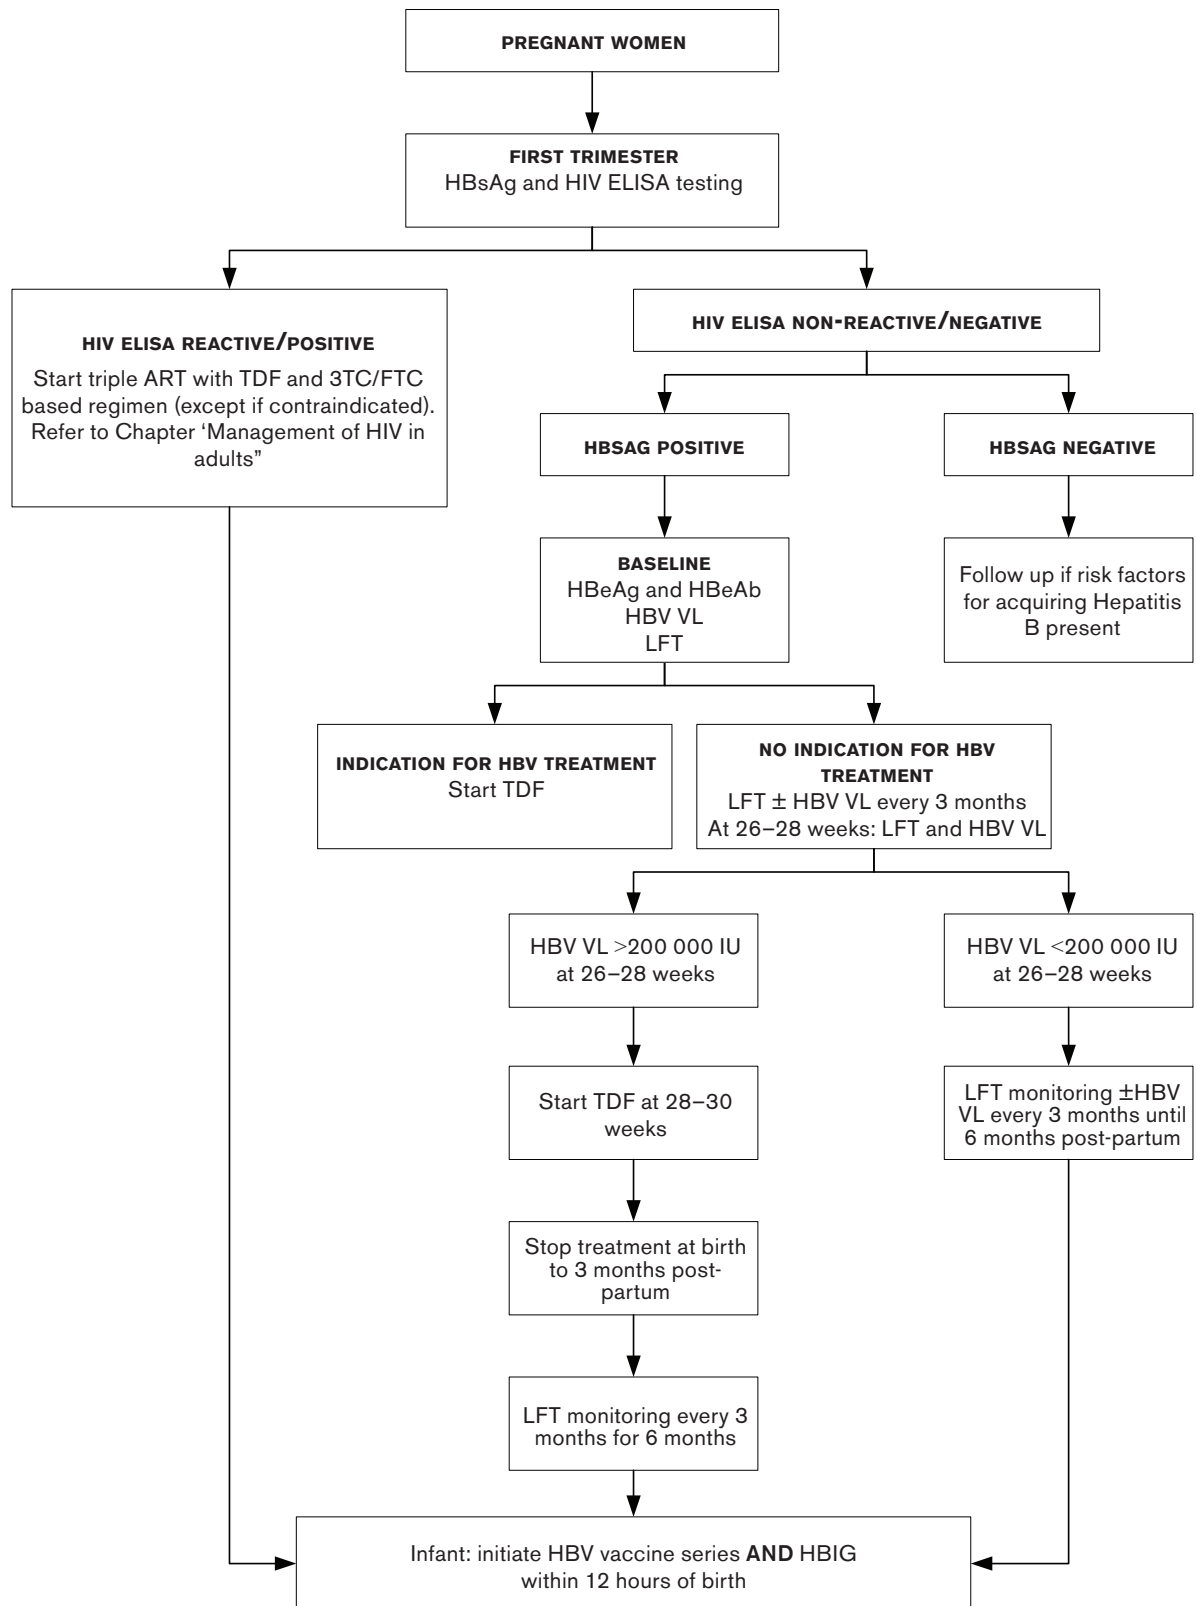 PREGNANT WOMEN
FIRST TRIMESTER
HBsAg and HIV ELISA testing
HIV ELISA REACTIVE/POSITIVE
Start triple ART with TDF and 3TC/FTC
based regimen (except if contraindicated).
Refer to Chapter ‘Management of HIV in
adults”
HIV ELISA NON-REACTIVE/NEGATIVE
HBSAG POSITIVE
HBSAG NEGATIVE
BASELINE
HBeAg and HBeAb
HBV VL
LFT
Follow up if risk factors
for acquiring Hepatitis
B present
INDICATION FOR HBV TREATMENT
Start TDF
NO INDICATION FOR HBV
TREATMENT
LFT ± HBV VL every 3 months
At 26–28 weeks: LFT and HBV VL
HBV VL >200 000 IU
at 26–28 weeks
HBV VL <200 000 IU
at 26–28 weeks
Start TDF at 28–30
weeks
LFT monitoring ±HBV
VL every 3 months until
6 months post-partum
Stop treatment at birth
to 3 months post-
partum
LFT monitoring every 3
months for 6 months
Infant: initiate HBV vaccine series AND HBIG
within 12 hours of birth